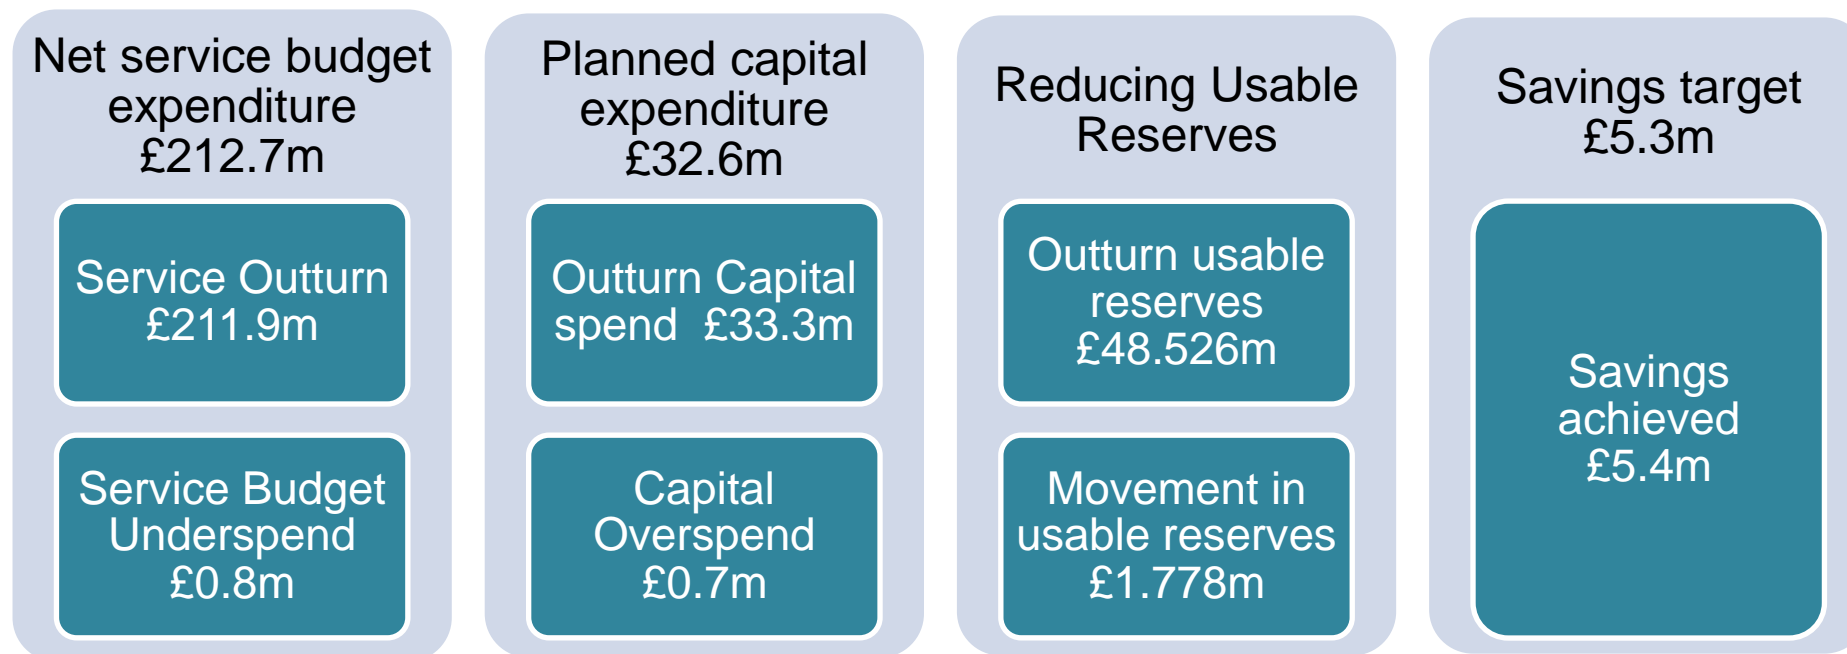 Net service budget
expenditure
£212.7m
Service Outturn
£211.9m
Service Budget
Underspend
£0.8m
Planned capital
expenditure
£32.6m
Outturn Capital
spend  £33.3m
Capital
Overspend
£0.7m
Reducing Usable
Reserves
Outturn usable
reserves
£48.526m
Movement in
usable reserves
£1.778m
Savings target
£5.3m
Savings
achieved
£5.4m